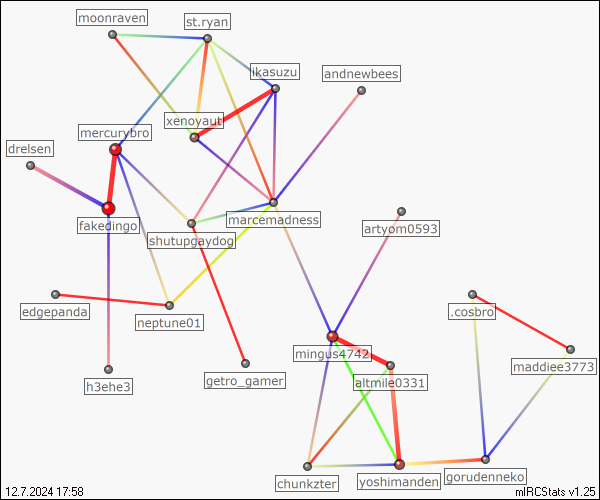 moonraven
st.ryan
ikasuzu
andnewbees
xenoyaut
mercurybro
drelsen
marcemadness
fakedingo
artyom0593
shutupgaydog
edgepanda
neptune01
.cosbro
mingus4742
maddiee3773
h3ehe3
getro_gamer
altmile0331
chunkzter
yoshimanden
gorudenneko
12.7.2024 17:58
mIRCStats v1.25